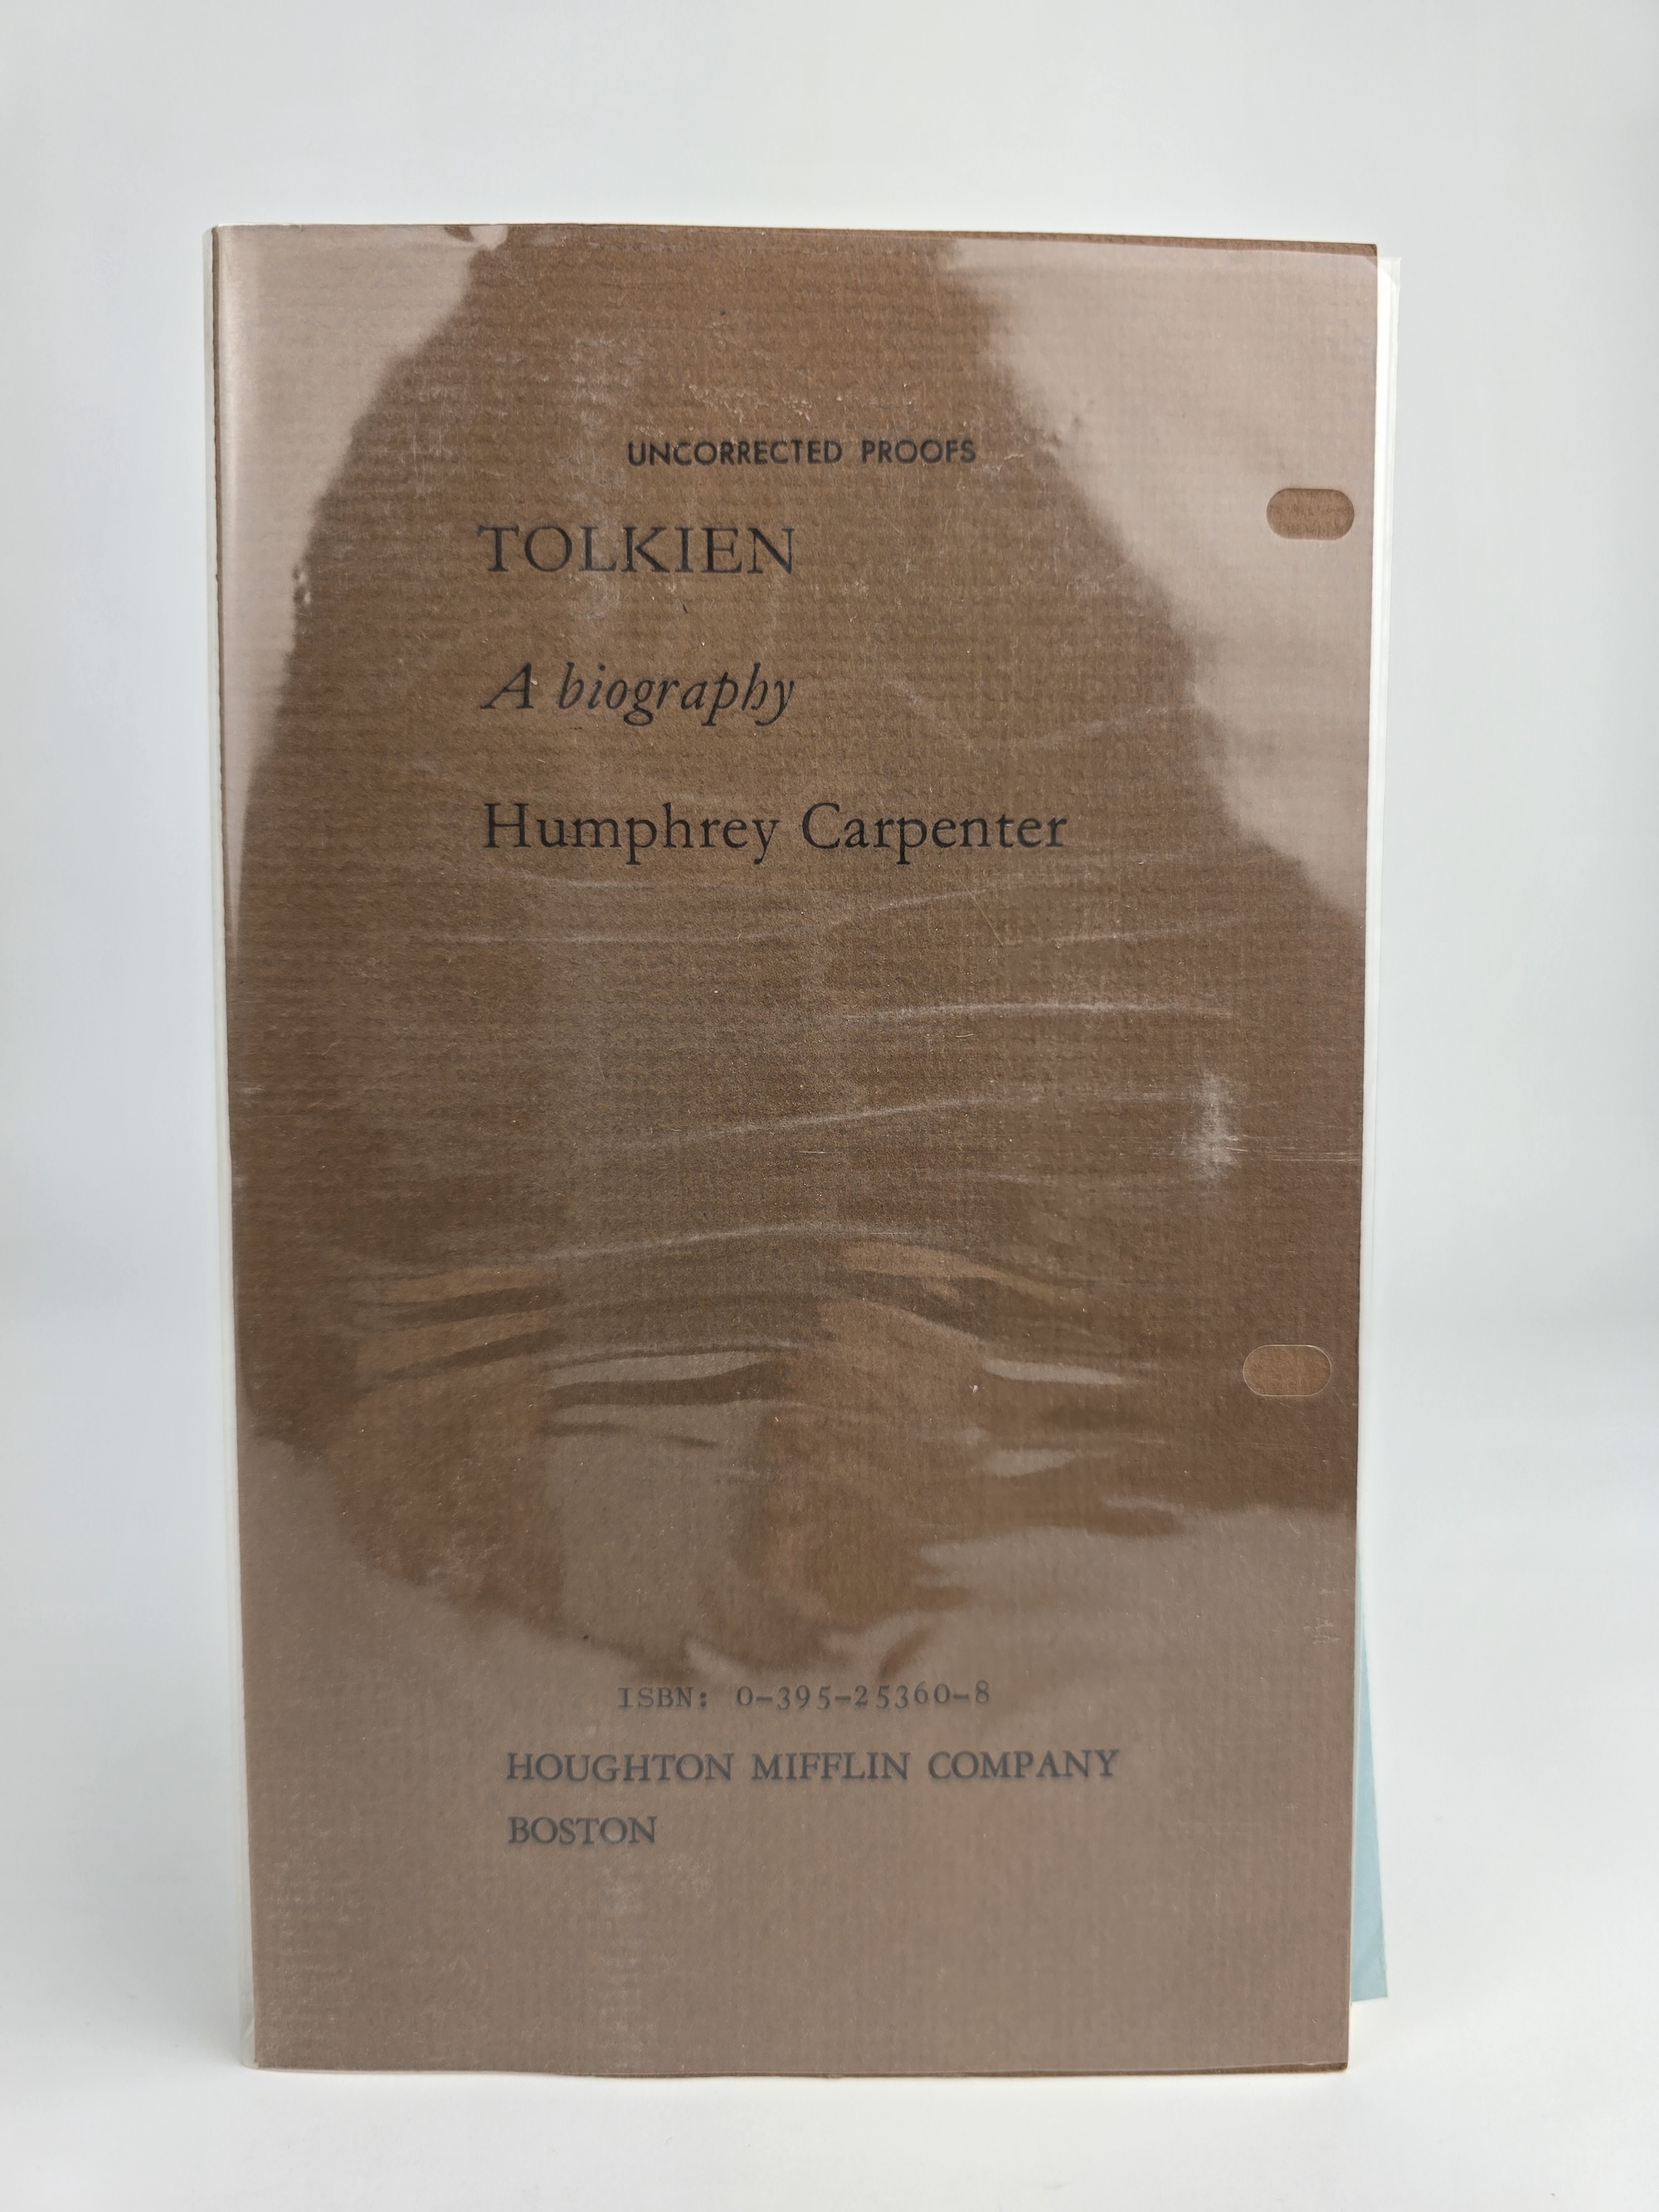 UNCORRECTED PROOFS
TOLKIEN
A biography
Humphrey Carpenter
ISBN: 0-395-25360-8
HOUGHTON MIFFLIN COMPANY
BOSTON